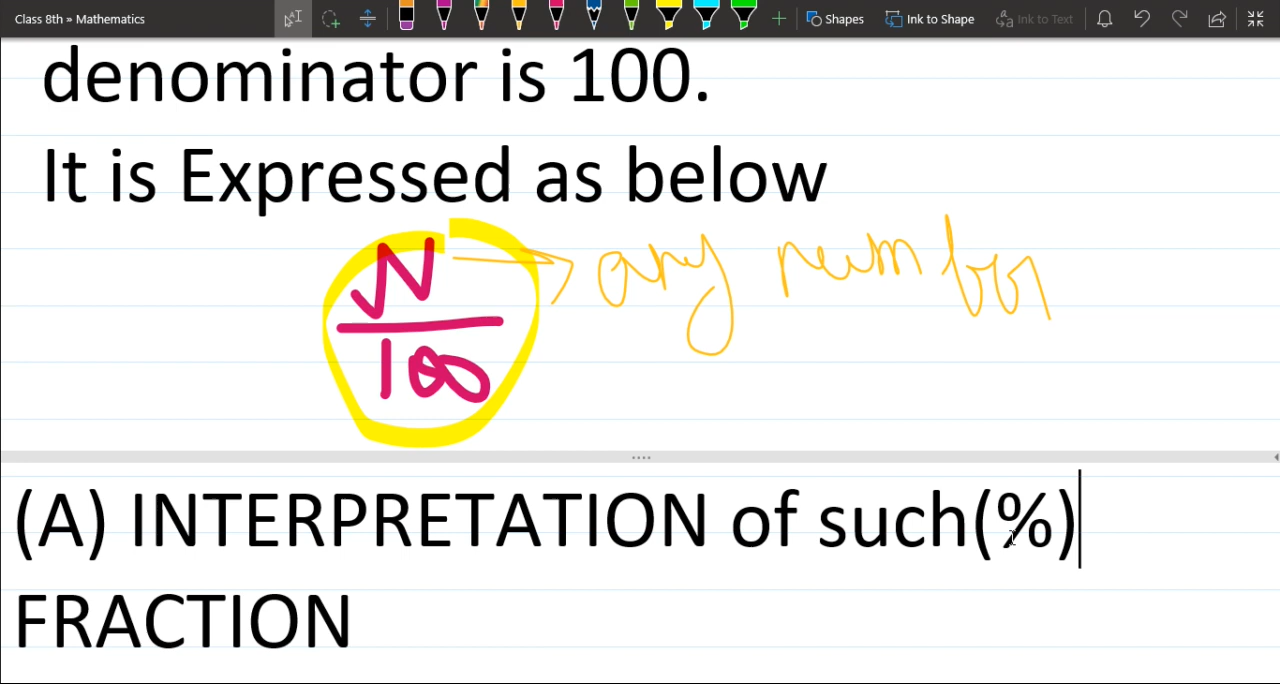 Class 8th » Mathematics
Shapes
Ink to Shape
Ink to Text
denominator is 100.
It is Expressed as below
N
100
any number
(A) INTERPRETATION of such(%)
FRACTION